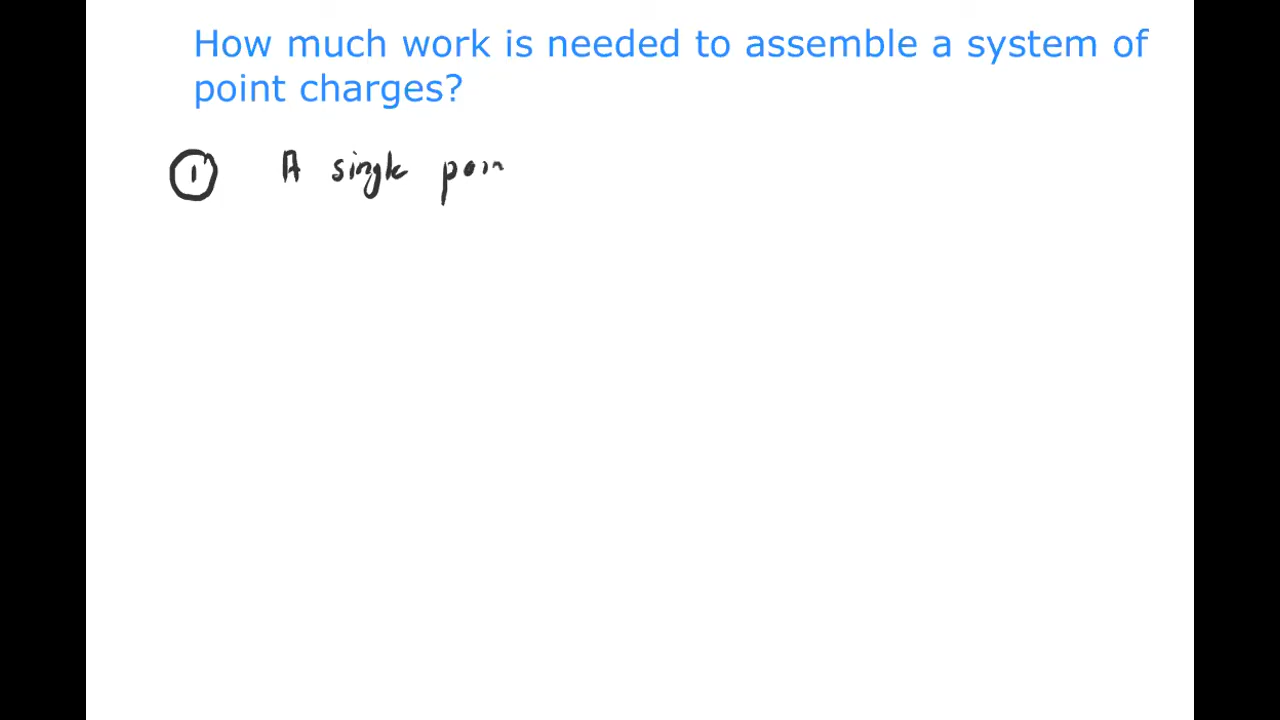 How much work is needed to assemble a system of
point charges?
① A single poin